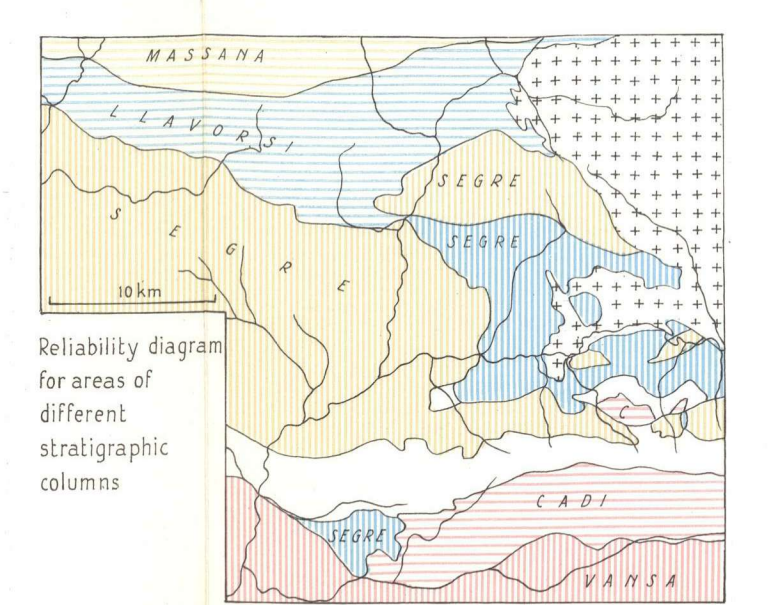 MASSANA
LLAVORSI
SEGRE
SEGRE
SEGRE
10 km
Reliability diagram
for areas of
different
stratigraphic
columns
C
CADI
SEGRE
VANSA